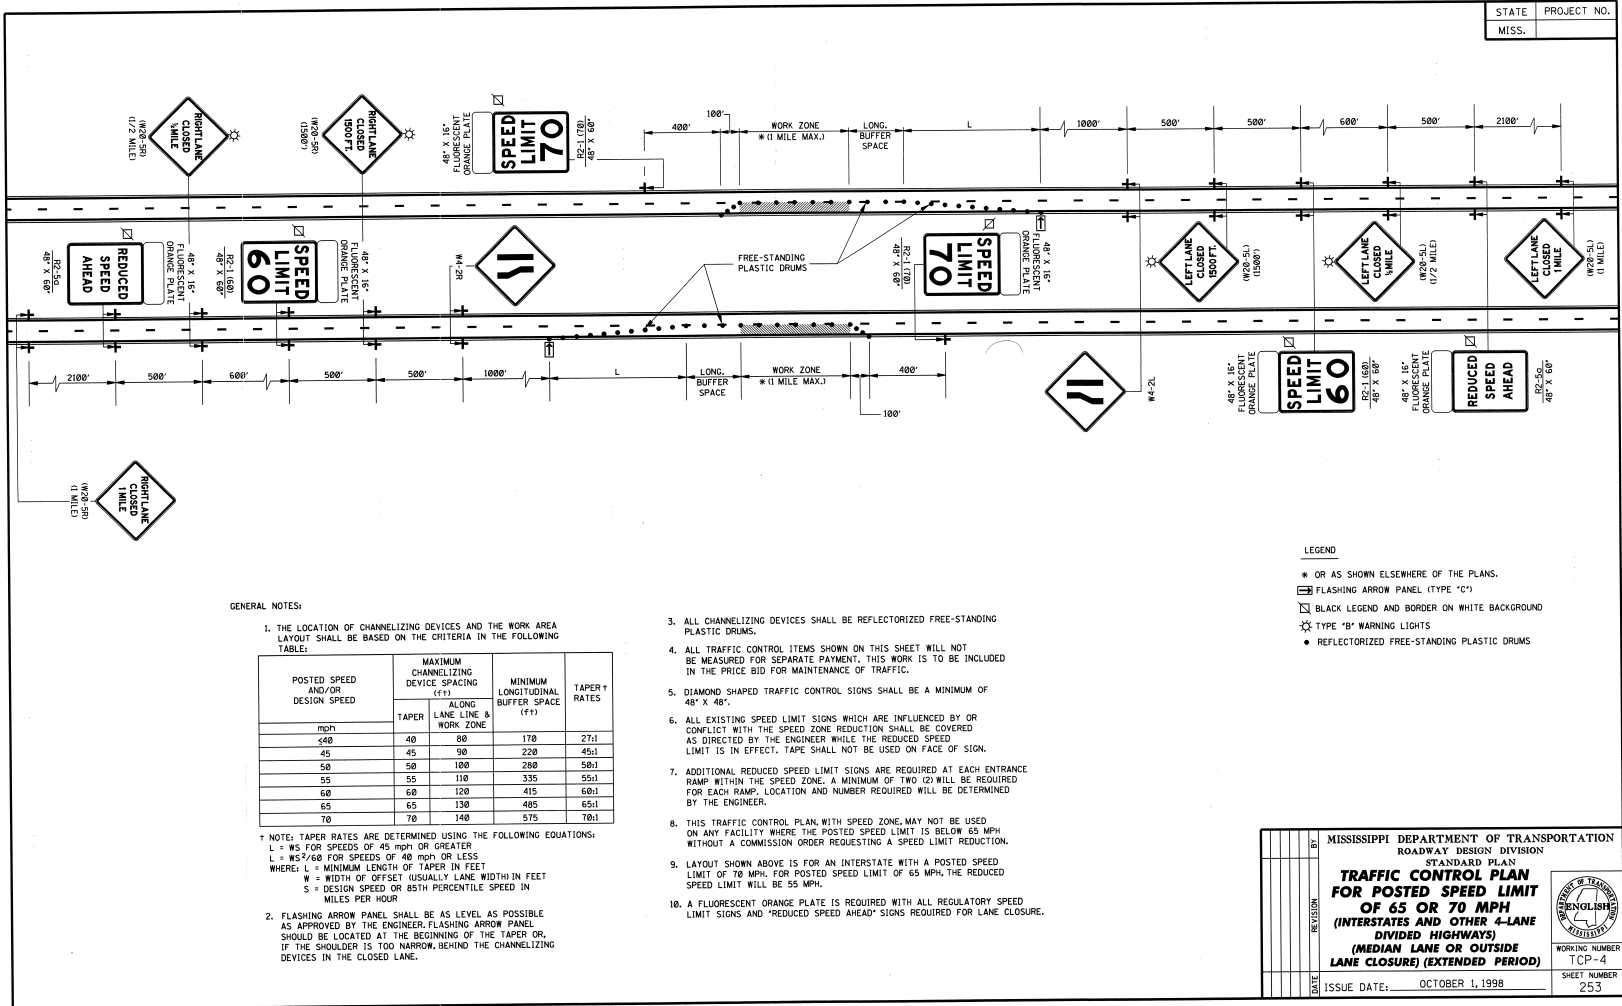 STATE PROJECT NO.
MISS.
RIGHT LANE
CLOSED
½ MILE
(W20-5R)
(1/2 MILE)
RIGHT LANE
CLOSED
1500 FT.
(W20-5R)
(1500')
48" X 16"
FLUORESCENT
ORANGE PLATE
SPEED
LIMIT
70
R2-1 (70)
48" X 60"
400'
100'
WORK ZONE
* (1 MILE MAX.)
LONG.
BUFFER
SPACE
L
1000'
500'
500'
600'
500'
2100'
R2-5a
48" X 60"
REDUCED
SPEED
AHEAD
48" X 16"
FLUORESCENT
ORANGE PLATE
R2-1 (60)
48" X 60"
SPEED
LIMIT
60
48" X 16"
FLUORESCENT
ORANGE PLATE
W4-2R
FREE-STANDING
PLASTIC DRUMS
R2-1 (70)
48" X 60"
SPEED
LIMIT
70
48" X 16"
FLUORESCENT
ORANGE PLATE
LEFT LANE
CLOSED
1500 FT.
(W20-5L)
(1500')
LEFT LANE
CLOSED
½ MILE
(W20-5L)
(1/2 MILE)
LEFT LANE
CLOSED
1 MILE
(W20-5L)
(1 MILE)
2100'
500'
600'
500'
500'
1000'
L
LONG.
BUFFER
SPACE
WORK ZONE
* (1 MILE MAX.)
400'
100'
W4-2L
48" X 16"
FLUORESCENT
ORANGE PLATE
SPEED
LIMIT
60
R2-1 (60)
48" X 60"
48" X 16"
FLUORESCENT
ORANGE PLATE
REDUCED
SPEED
AHEAD
R2-5a
48" X 60"
(W20-5R)
(1 MILE)
RIGHT LANE
CLOSED
1 MILE
LEGEND
* OR AS SHOWN ELSEWHERE OF THE PLANS.
FLASHING ARROW PANEL (TYPE "C")
BLACK LEGEND AND BORDER ON WHITE BACKGROUND
TYPE "B" WARNING LIGHTS
• REFLECTORIZED FREE-STANDING PLASTIC DRUMS
GENERAL NOTES:
1. THE LOCATION OF CHANNELIZING DEVICES AND THE WORK AREA
LAYOUT SHALL BE BASED ON THE CRITERIA IN THE FOLLOWING
TABLE:
POSTED SPEED
AND/OR
DESIGN SPEED
MAXIMUM
CHANNELIZING
DEVICE SPACING
(ft)
MINIMUM
LONGITUDINAL
BUFFER SPACE
(ft)
TAPER †
RATES
TAPER
ALONG
LANE LINE &
WORK ZONE
mph
≤40 40 80 170 27:1
45 45 90 220 45:1
50 50 100 280 50:1
55 55 110 335 55:1
60 60 120 415 60:1
65 65 130 485 65:1
70 70 140 575 70:1
† NOTE: TAPER RATES ARE DETERMINED USING THE FOLLOWING EQUATIONS:
L = WS FOR SPEEDS OF 45 mph OR GREATER
L = WS²/60 FOR SPEEDS OF 40 mph OR LESS
WHERE: L = MINIMUM LENGTH OF TAPER IN FEET
W = WIDTH OF OFFSET (USUALLY LANE WIDTH) IN FEET
S = DESIGN SPEED OR 85TH PERCENTILE SPEED IN
MILES PER HOUR
2. FLASHING ARROW PANEL SHALL BE AS LEVEL AS POSSIBLE
AS APPROVED BY THE ENGINEER. FLASHING ARROW PANEL
SHOULD BE LOCATED AT THE BEGINNING OF THE TAPER OR,
IF THE SHOULDER IS TOO NARROW, BEHIND THE CHANNELIZING
DEVICES IN THE CLOSED LANE.
3. ALL CHANNELIZING DEVICES SHALL BE REFLECTORIZED FREE-STANDING
PLASTIC DRUMS.
4. ALL TRAFFIC CONTROL ITEMS SHOWN ON THIS SHEET WILL NOT
BE MEASURED FOR SEPARATE PAYMENT. THIS WORK IS TO BE INCLUDED
IN THE PRICE BID FOR MAINTENANCE OF TRAFFIC.
5. DIAMOND SHAPED TRAFFIC CONTROL SIGNS SHALL BE A MINIMUM OF
48" X 48".
6. ALL EXISTING SPEED LIMIT SIGNS WHICH ARE INFLUENCED BY OR
CONFLICT WITH THE SPEED ZONE REDUCTION SHALL BE COVERED
AS DIRECTED BY THE ENGINEER WHILE THE REDUCED SPEED
LIMIT IS IN EFFECT. TAPE SHALL NOT BE USED ON FACE OF SIGN.
7. ADDITIONAL REDUCED SPEED LIMIT SIGNS ARE REQUIRED AT EACH ENTRANCE
RAMP WITHIN THE SPEED ZONE. A MINIMUM OF TWO (2) WILL BE REQUIRED
FOR EACH RAMP. LOCATION AND NUMBER REQUIRED WILL BE DETERMINED
BY THE ENGINEER.
8. THIS TRAFFIC CONTROL PLAN, WITH SPEED ZONE, MAY NOT BE USED
ON ANY FACILITY WHERE THE POSTED SPEED LIMIT IS BELOW 65 MPH
WITHOUT A COMMISSION ORDER REQUESTING A SPEED LIMIT REDUCTION.
9. LAYOUT SHOWN ABOVE IS FOR AN INTERSTATE WITH A POSTED SPEED
LIMIT OF 70 MPH. FOR POSTED SPEED LIMIT OF 65 MPH, THE REDUCED
SPEED LIMIT WILL BE 55 MPH.
10. A FLUORESCENT ORANGE PLATE IS REQUIRED WITH ALL REGULATORY SPEED
LIMIT SIGNS AND "REDUCED SPEED AHEAD" SIGNS REQUIRED FOR LANE CLOSURE.
BY
REVISION
DATE
MISSISSIPPI DEPARTMENT OF TRANSPORTATION
ROADWAY DESIGN DIVISION
STANDARD PLAN
TRAFFIC CONTROL PLAN
FOR POSTED SPEED LIMIT
OF 65 OR 70 MPH
(INTERSTATES AND OTHER 4-LANE
DIVIDED HIGHWAYS)
(MEDIAN LANE OR OUTSIDE
LANE CLOSURE) (EXTENDED PERIOD)
ISSUE DATE: OCTOBER 1, 1998
DEPARTMENT OF TRANSPORTATION
ENGLISH
MISSISSIPPI
WORKING NUMBER
TCP-4
SHEET NUMBER
253